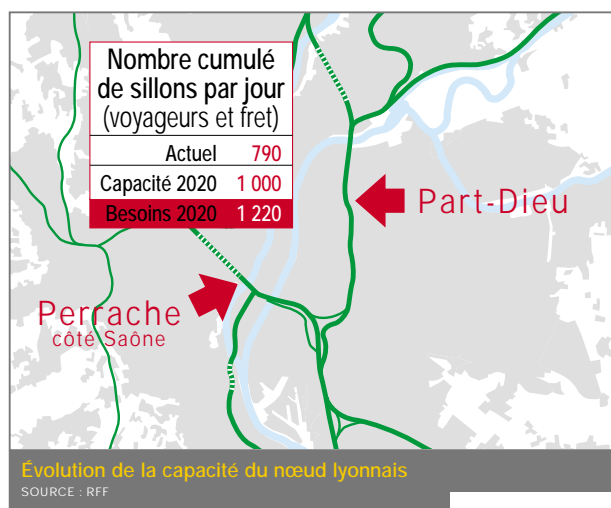 Nombre cumulé
de sillons par jour
(voyageurs et fret)
Actuel 790
Capacité 2020 1 000
Besoins 2020 1 220
Part-Dieu
Perrache
côté Saône
Évolution de la capacité du nœud lyonnais
SOURCE : RFF